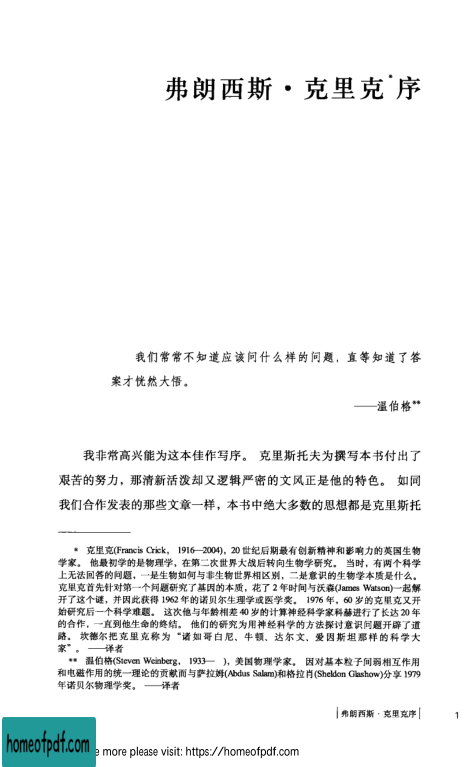 弗朗西斯·克里克*序
我们常常不知道应该问什么样的问题，直等知道了答
案才恍然大悟。
——温伯格**
我非常高兴能为这本佳作写序。 克里斯托夫为撰写本书付出了
艰苦的努力，那清新活泼却又逻辑严密的文风正是他的特色。 如同
我们合作发表的那些文章一样，本书中绝大多数的思想都是克里斯托
* 克里克(Francis Crick， 1916—2004)，20 世纪后期最有创新精神和影响力的英国生物
学家。 他最初学的是物理学，在第二次世界大战后转向生物学研究。 当时，有两个科学
上无法回答的问题，一是生物如何与非生物世界相区别，二是意识的生物学本质是什么。
克里克首先针对第一个问题研究了基因的本质，花了 2 年时间与沃森(James Watson)一起解
开了这个谜，并因此获得 1962 年的诺贝尔生理学或医学奖。 1976 年，60 岁的克里克又开
始研究后一个科学难题。 这次他与年龄相差 40 岁的计算神经科学家科赫进行了长达 20 年
的合作，一直到他生命的终结。 他们的研究为用神经科学的方法探讨意识问题开辟了道
路。 坎德尔把克里克称为“诸如哥白尼、牛顿、达尔文、爱因斯坦那样的科学大
家”。 ——译者
** 温伯格(Steven Weinberg， 1933— )，美国物理学家。 因对基本粒子间弱相互作用
和电磁作用的统一理论的贡献而与萨拉姆(Abdus Salam)和格拉肖(Sheldon Glashow)分享 1979
年诺贝尔物理学奖。 ——译者
弗朗西斯·克里克序 1
homeofpdf.com
e more please visit: https://homeofpdf.com